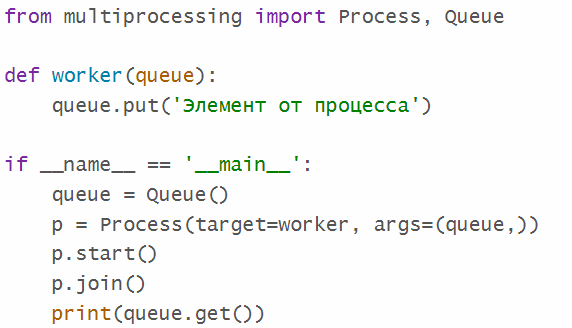 from multiprocessing import Process, Queue
def worker(queue):
    queue.put('Элемент от процесса')
if __name__ == '__main__':
    queue = Queue()
    p = Process(target=worker, args=(queue,))
    p.start()
    p.join()
    print(queue.get())